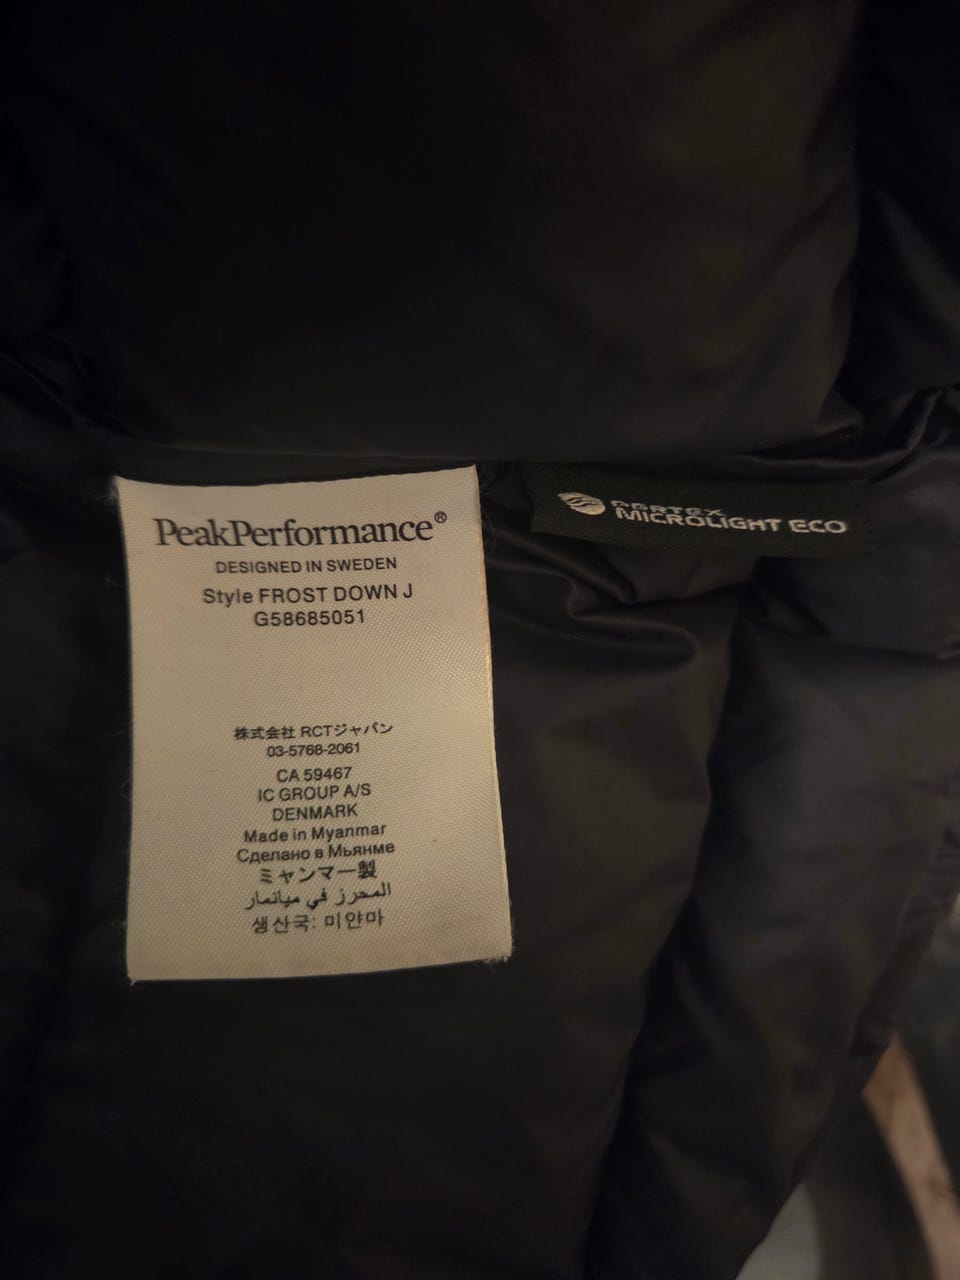 PeakPerformance®
DESIGNED IN SWEDEN
Style FROST DOWN J
G58685051
株式会社 RCTジャパン
03-5768-2061
CA 59467
IC GROUP A/S
DENMARK
Made in Myanmar
Сделано в Мьянме
ミャンマー製
المحرز في ميانمار
생산국: 미얀마
PERTEX
MICROLIGHT ECO